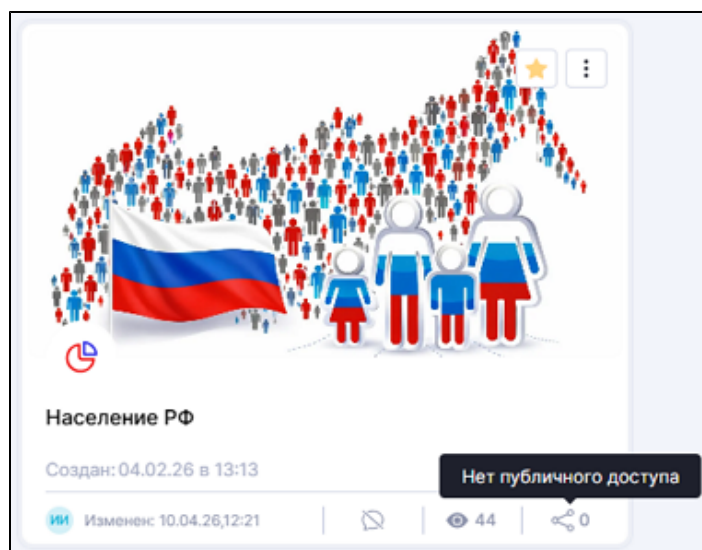 Население РФ
Создан: 04.02.26 в 13:13
Нет публичного доступа
ИИ Изменен: 10.04.26,12:21 44 0